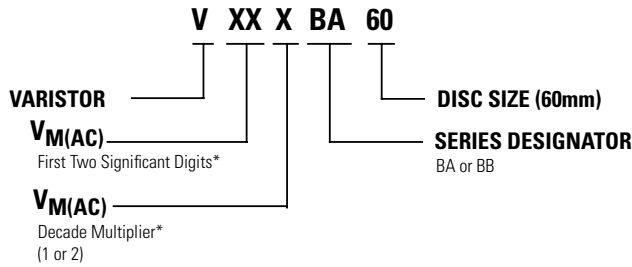 V XX X BA 60
VARISTOR
DISC SIZE (60mm)
VM(AC)
First Two Significant Digits*
SERIES DESIGNATOR
BA or BB
VM(AC)
Decade Multiplier*
(1 or 2)